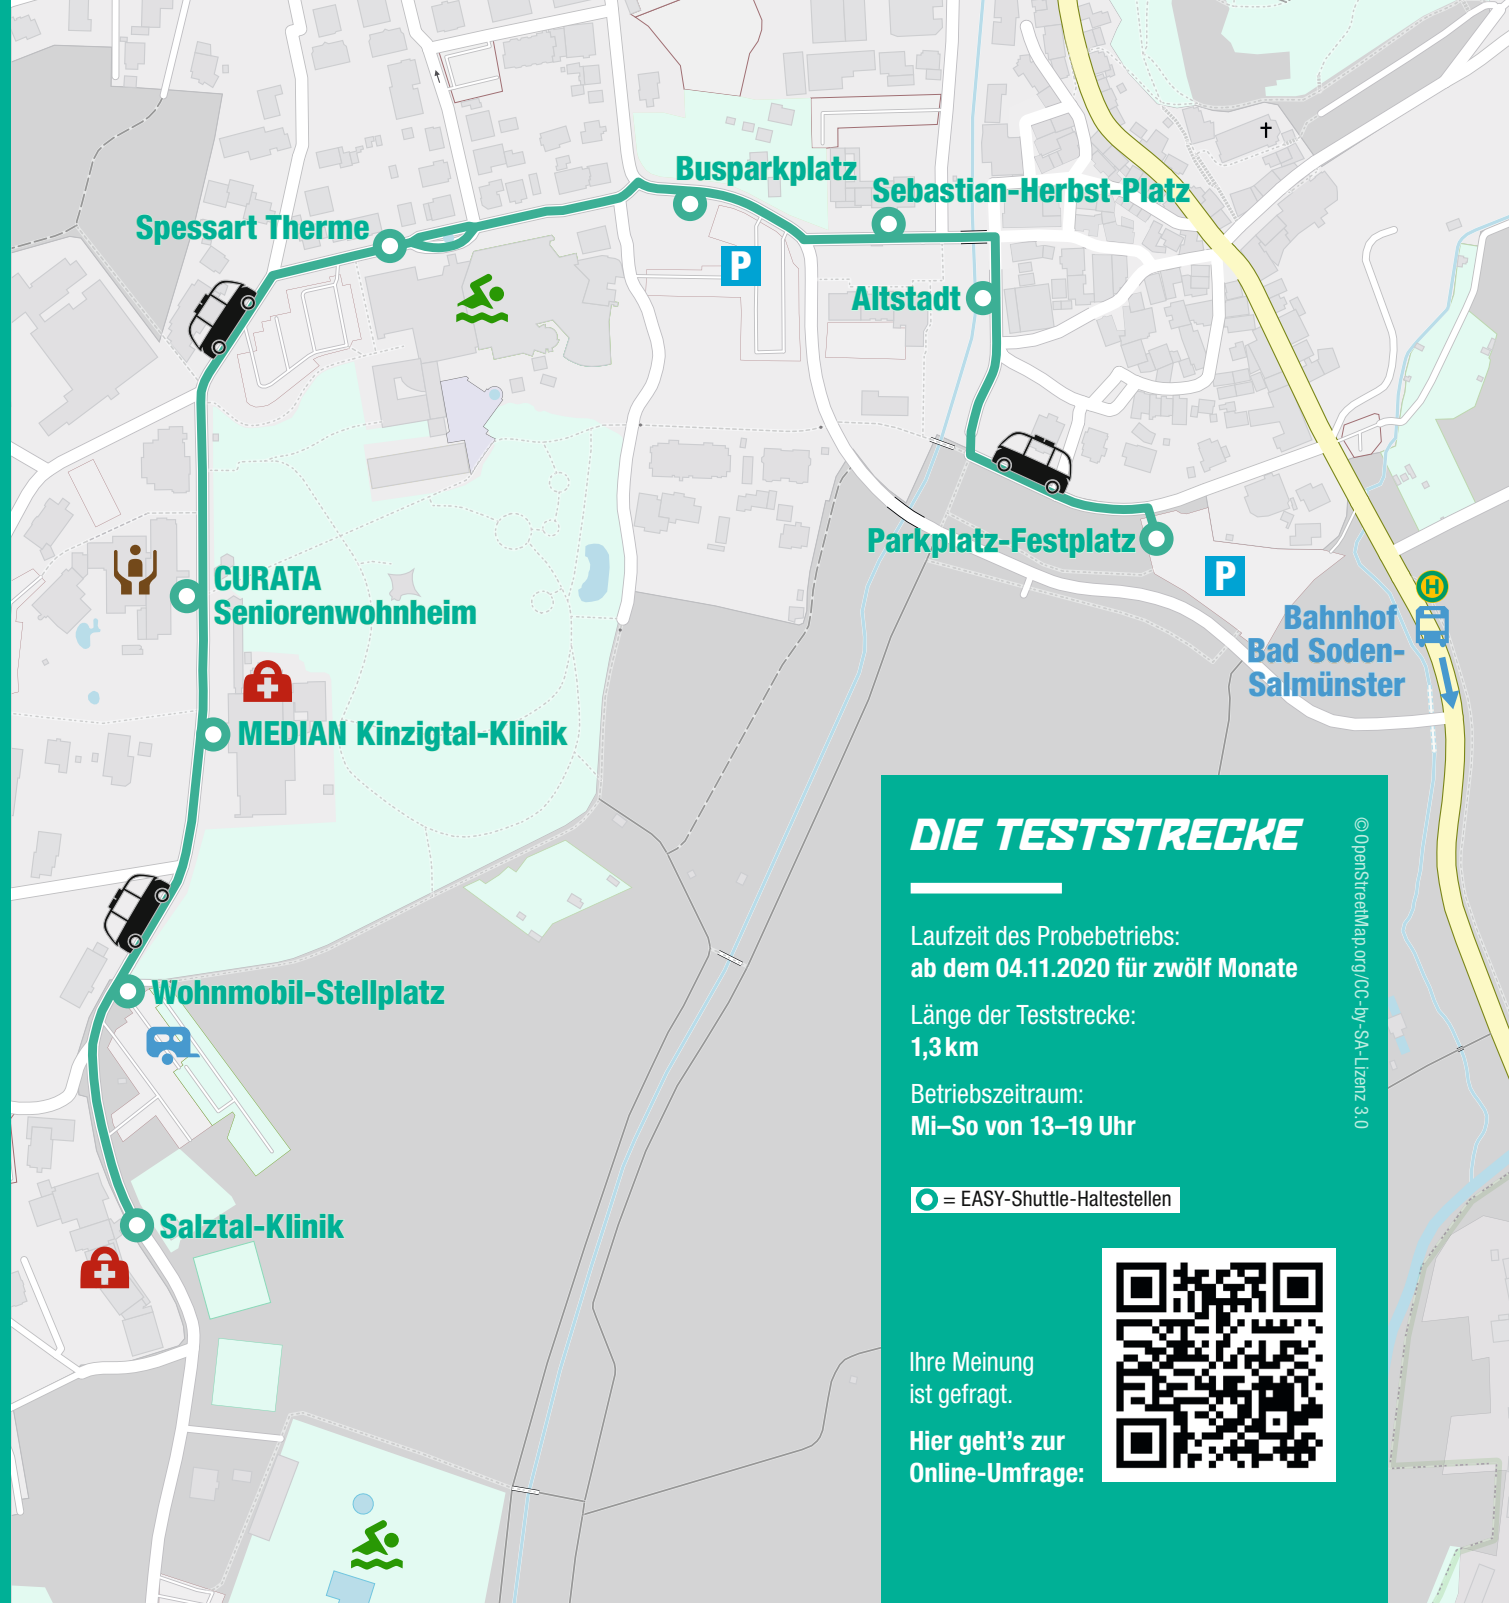 Busparkplatz
Sebastian-Herbst-Platz
Spessart Therme
P
Altstadt
Parkplatz-Festplatz
P
H
CURATA
Seniorenwohnheim
Bahnhof
Bad Soden-
Salmünster
MEDIAN Kinzigtal-Klinik
Wohnmobil-Stellplatz
Salztal-Klinik
DIE TESTSTRECKE
Laufzeit des Probebetriebs:
ab dem 04.11.2020 für zwölf Monate
Länge der Teststrecke:
1,3 km
Betriebszeitraum:
Mi–So von 13–19 Uhr
= EASY-Shuttle-Haltestellen
Ihre Meinung
ist gefragt.
Hier geht's zur
Online-Umfrage:
© OpenStreetMap.org/CC-by-SA-Lizenz 3.0